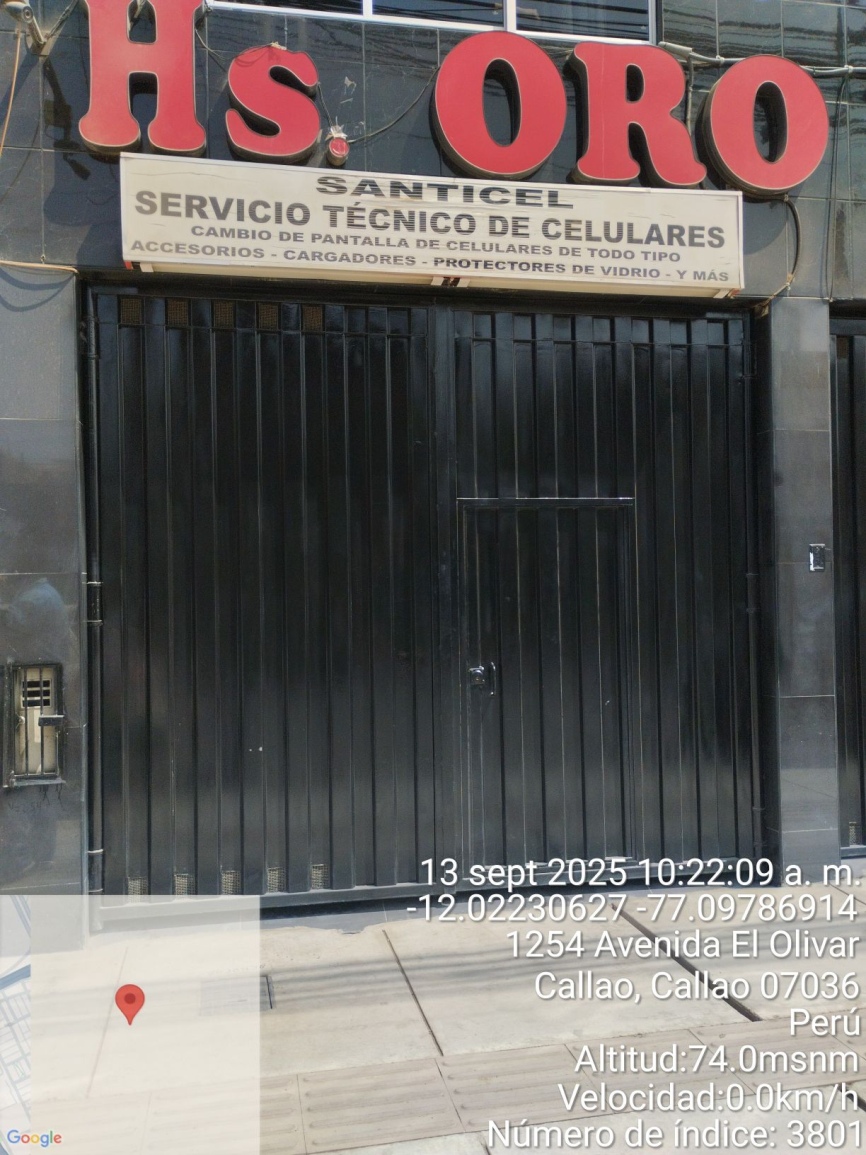 Hs. ORO
SANTICEL
SERVICIO TÉCNICO DE CELULARES
CAMBIO DE PANTALLA DE CELULARES DE TODO TIPO
ACCESORIOS - CARGADORES - PROTECTORES DE VIDRIO - Y MÁS
13 sept 2025 10:22:09 a. m.
-12.02230627 -77.09786914
1254 Avenida El Olivar
Callao, Callao 07036
Perú
Altitud:74.0msnm
Velocidad:0.0km/h
Número de índice: 3801
Google